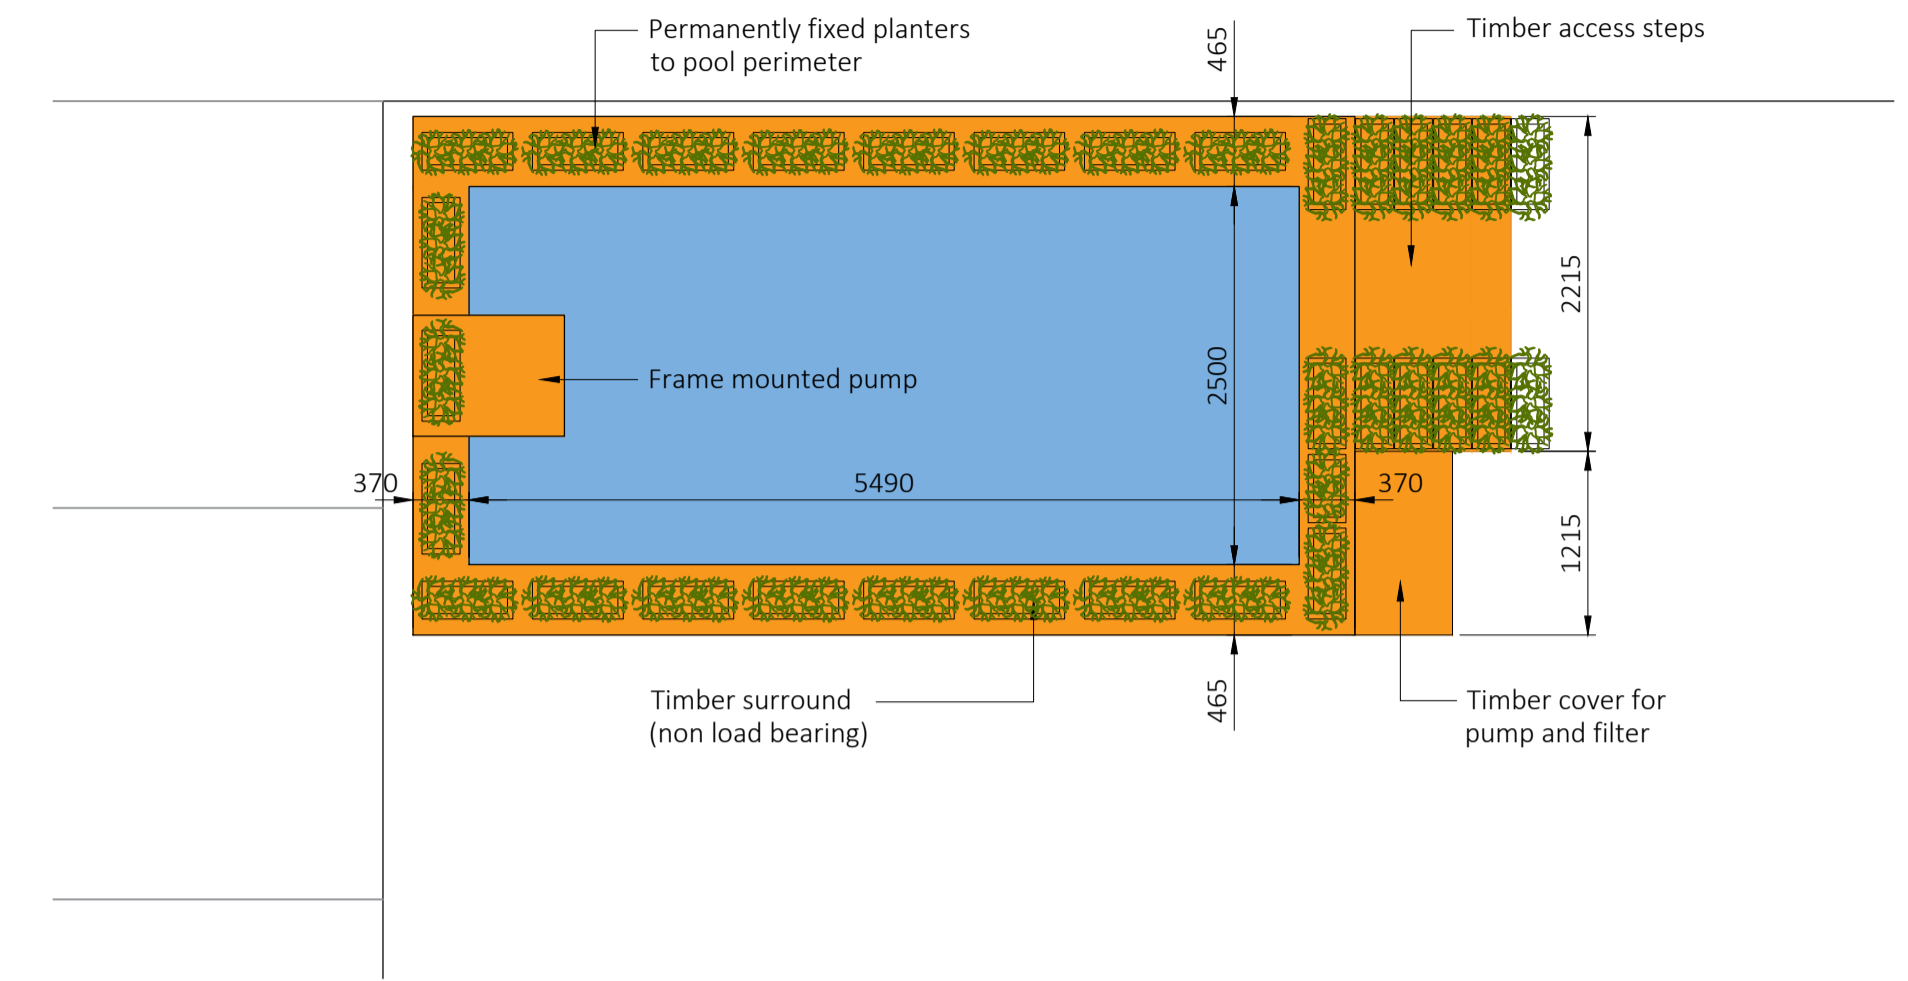 Permanently fixed planters
to pool perimeter
465
Timber access steps
2215
Frame mounted pump
2500
370
5490
370
1215
Timber surround
(non load bearing)
465
Timber cover for
pump and filter